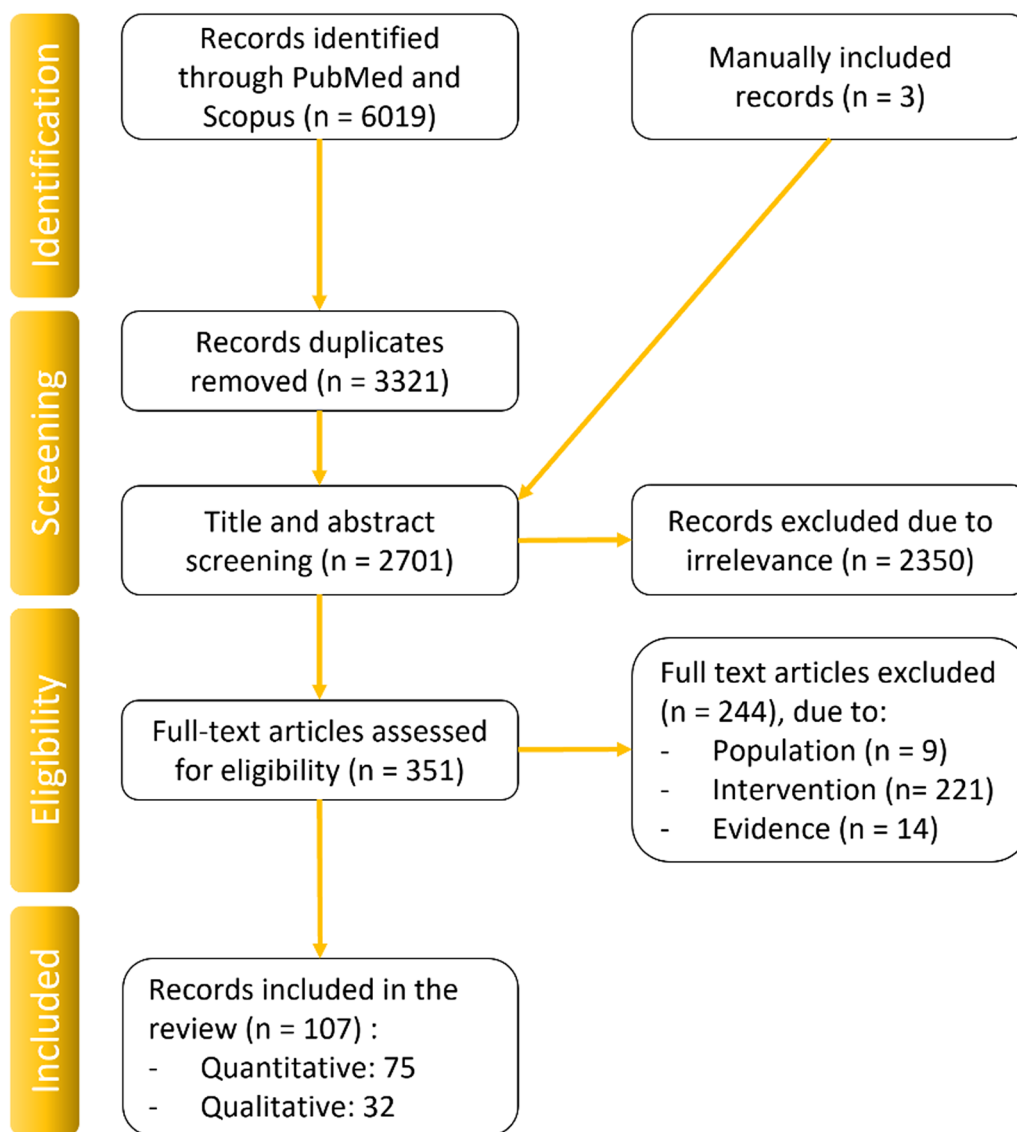 Identification
Records identified
through PubMed and
Scopus (n = 6019)
Manually included
records (n = 3)
Screening
Records duplicates
removed (n = 3321)
Title and abstract
screening (n = 2701)
Records excluded due to
irrelevance (n = 2350)
Eligibility
Full-text articles assessed
for eligibility (n = 351)
Full text articles excluded
(n = 244), due to:
- Population (n = 9)
- Intervention (n= 221)
- Evidence (n = 14)
Included
Records included in the
review (n = 107) :
- Quantitative: 75
- Qualitative: 32